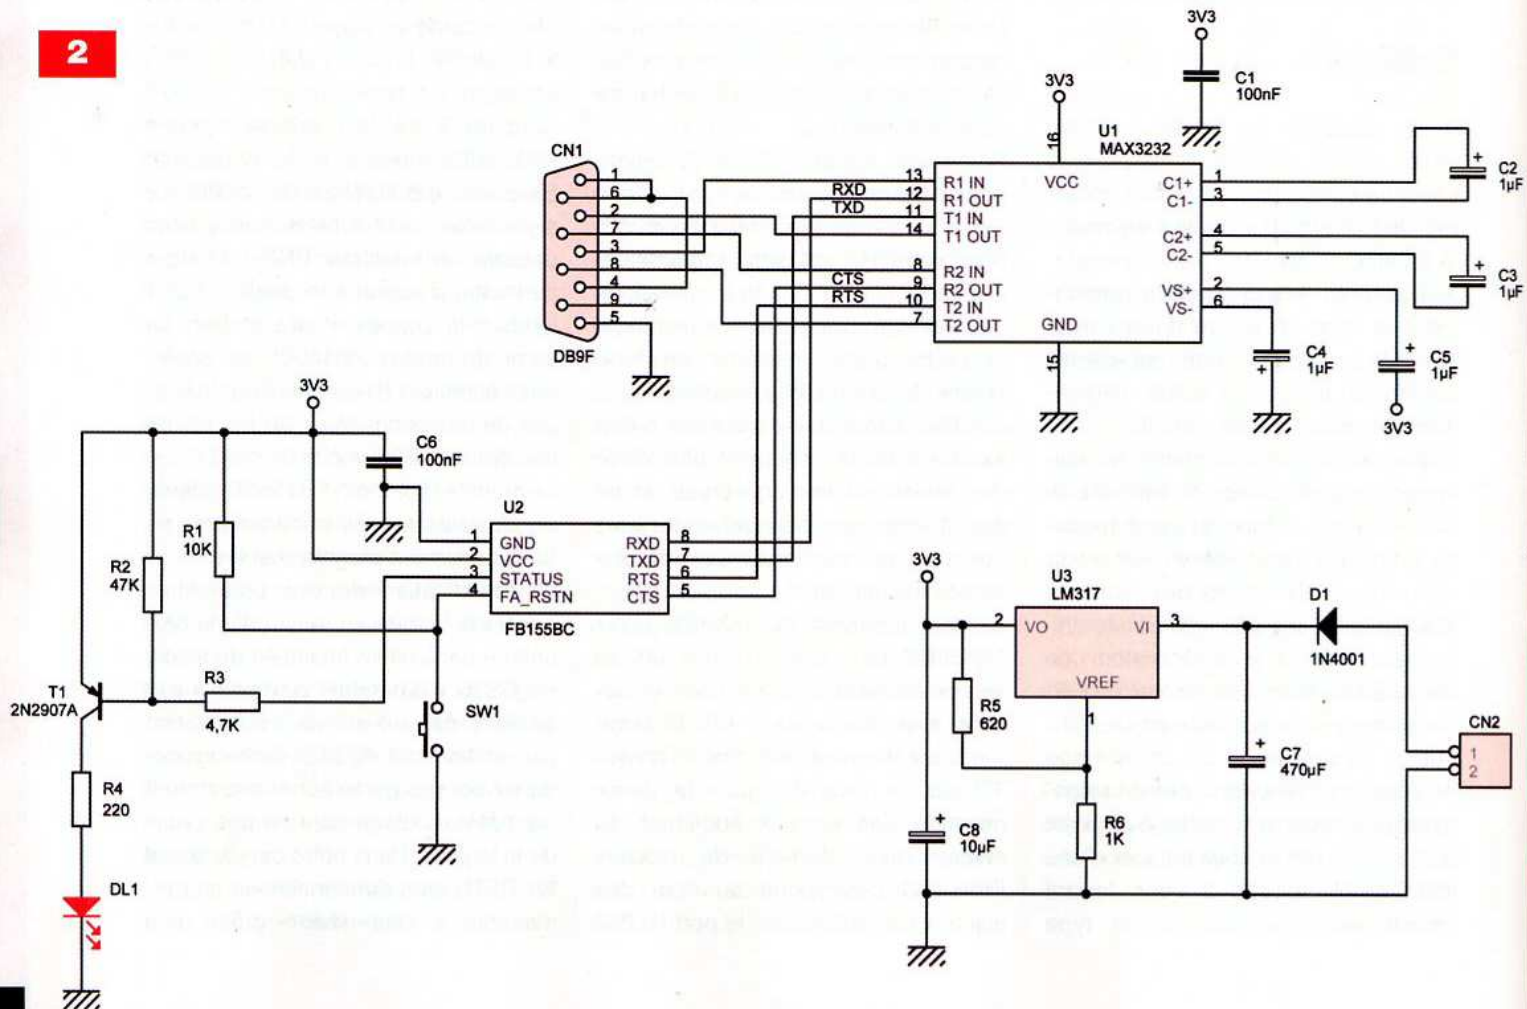 2
3V3
C1
100nF
3V3
16
U1
MAX3232
VCC
CN1
1
6
2
7
3
8
4
9
5
DB9F
RXD
TXD
CTS
RTS
13
12
11
14
8
9
10
7
R1 IN
R1 OUT
T1 IN
T1 OUT
R2 IN
R2 OUT
T2 IN
T2 OUT
C1+
C1-
C2+
C2-
VS+
VS-
1
3
4
5
2
6
GND
15
+
C2
1µF
+
C3
1µF
C4
1µF
+
+
C5
1µF
3V3
3V3
C6
100nF
R1
10K
R2
47K
U2
1
2
3
4
GND
VCC
STATUS
FA_RSTN
RXD
TXD
RTS
CTS
8
7
6
5
FB155BC
T1
2N2907A
R3
4,7K
SW1
R4
220
DL1
3V3
U3
LM317
2
VO
VI
3
VREF
1
D1
1N4001
R5
620
R6
1K
+
C7
470µF
+
C8
10µF
CN2
1
2